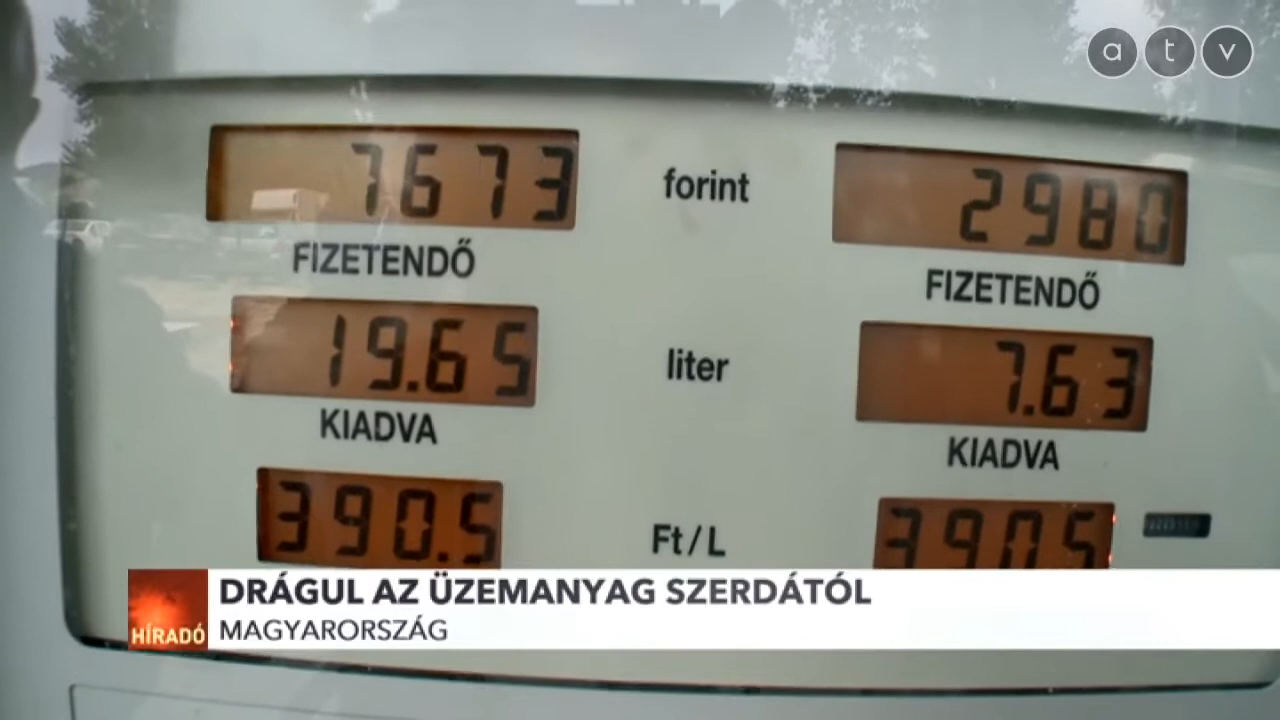 atv
7673 forint 2980
FIZETENDŐ FIZETENDŐ
19.65 liter 7.63
KIADVA KIADVA
390.5 Ft/L 390.5
DRÁGUL AZ ÜZEMANYAG SZERDÁTÓL
HÍRADÓ MAGYARORSZÁG